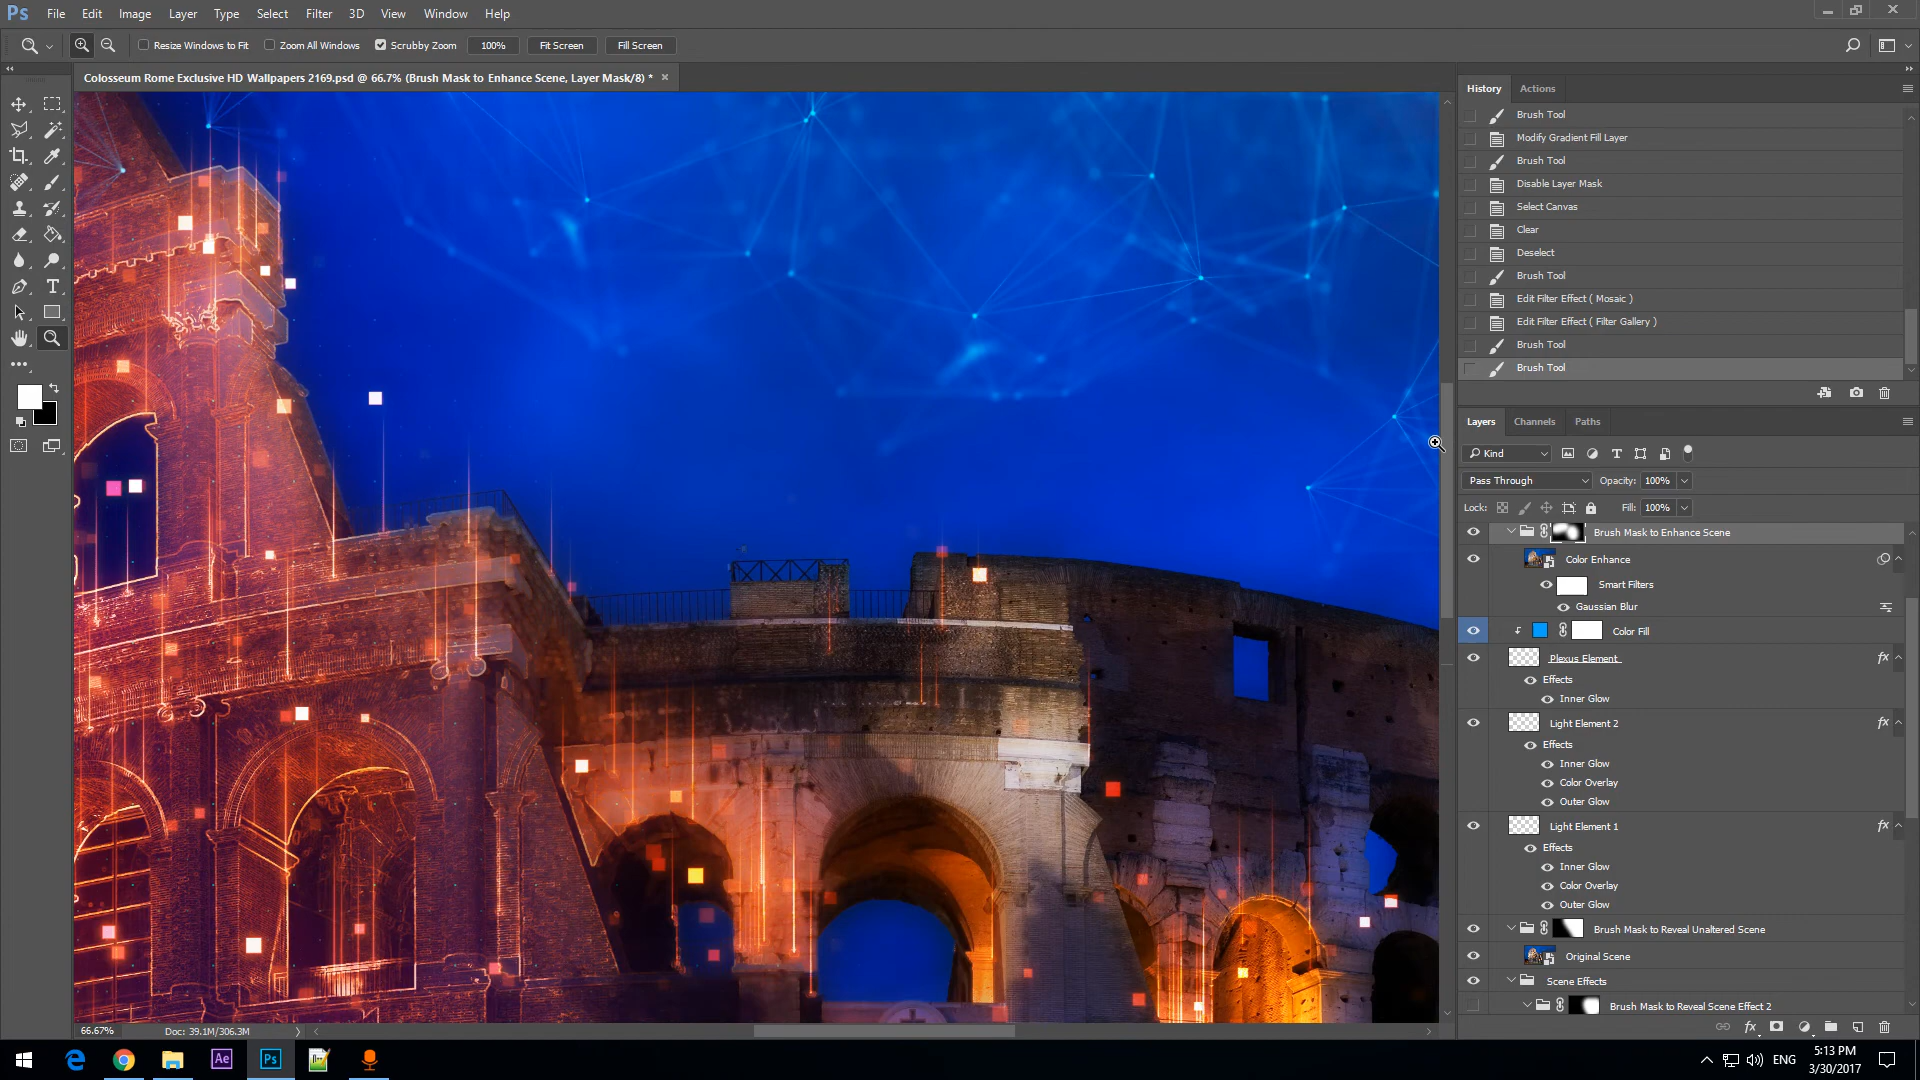 Ps File Edit Image Layer Type Select Filter 3D View Window Help
Resize Windows to Fit Zoom All Windows Scrubby Zoom 100% Fit Screen Fill Screen
Colosseum Rome Exclusive HD Wallpapers 2169.psd @ 66.7% (Brush Mask to Enhance Scene, Layer Mask/8) * ×
History Actions
Brush Tool
Modify Gradient Fill Layer
Brush Tool
Disable Layer Mask
Select Canvas
Clear
Deselect
Brush Tool
Edit Filter Effect ( Mosaic )
Edit Filter Effect ( Filter Gallery )
Brush Tool
Brush Tool
Layers Channels Paths
Kind
Pass Through Opacity: 100%
Lock: Fill: 100%
Brush Mask to Enhance Scene
Color Enhance
Smart Filters
Gaussian Blur
Color Fill
Plexus Element
Effects
Inner Glow
Light Element 2
Effects
Inner Glow
Color Overlay
Outer Glow
Light Element 1
Effects
Inner Glow
Color Overlay
Outer Glow
Brush Mask to Reveal Unaltered Scene
Original Scene
Scene Effects
Brush Mask to Reveal Scene Effect 2
66.67% Doc: 39.1M/306.3M
Ae Ps ENG 5:13 PM
3/30/2017